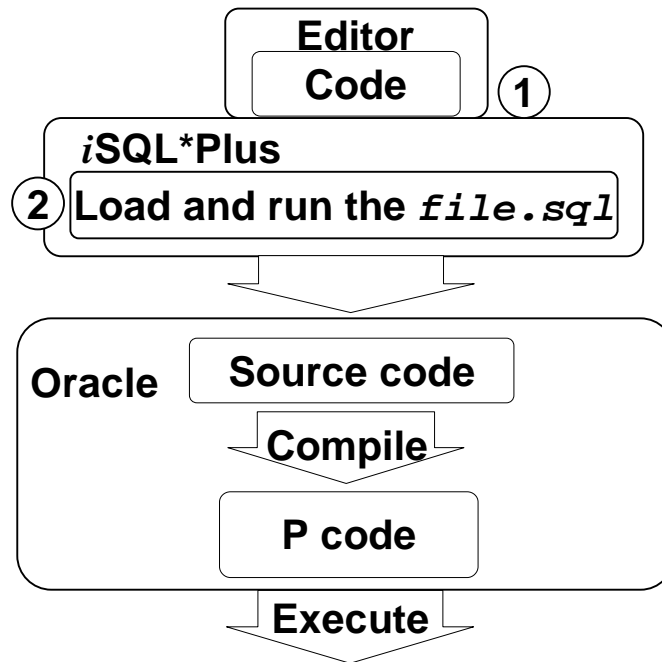 Editor
Code
1
iSQL*Plus
2
Load and run the file.sql
Oracle
Source code
Compile
P code
Execute